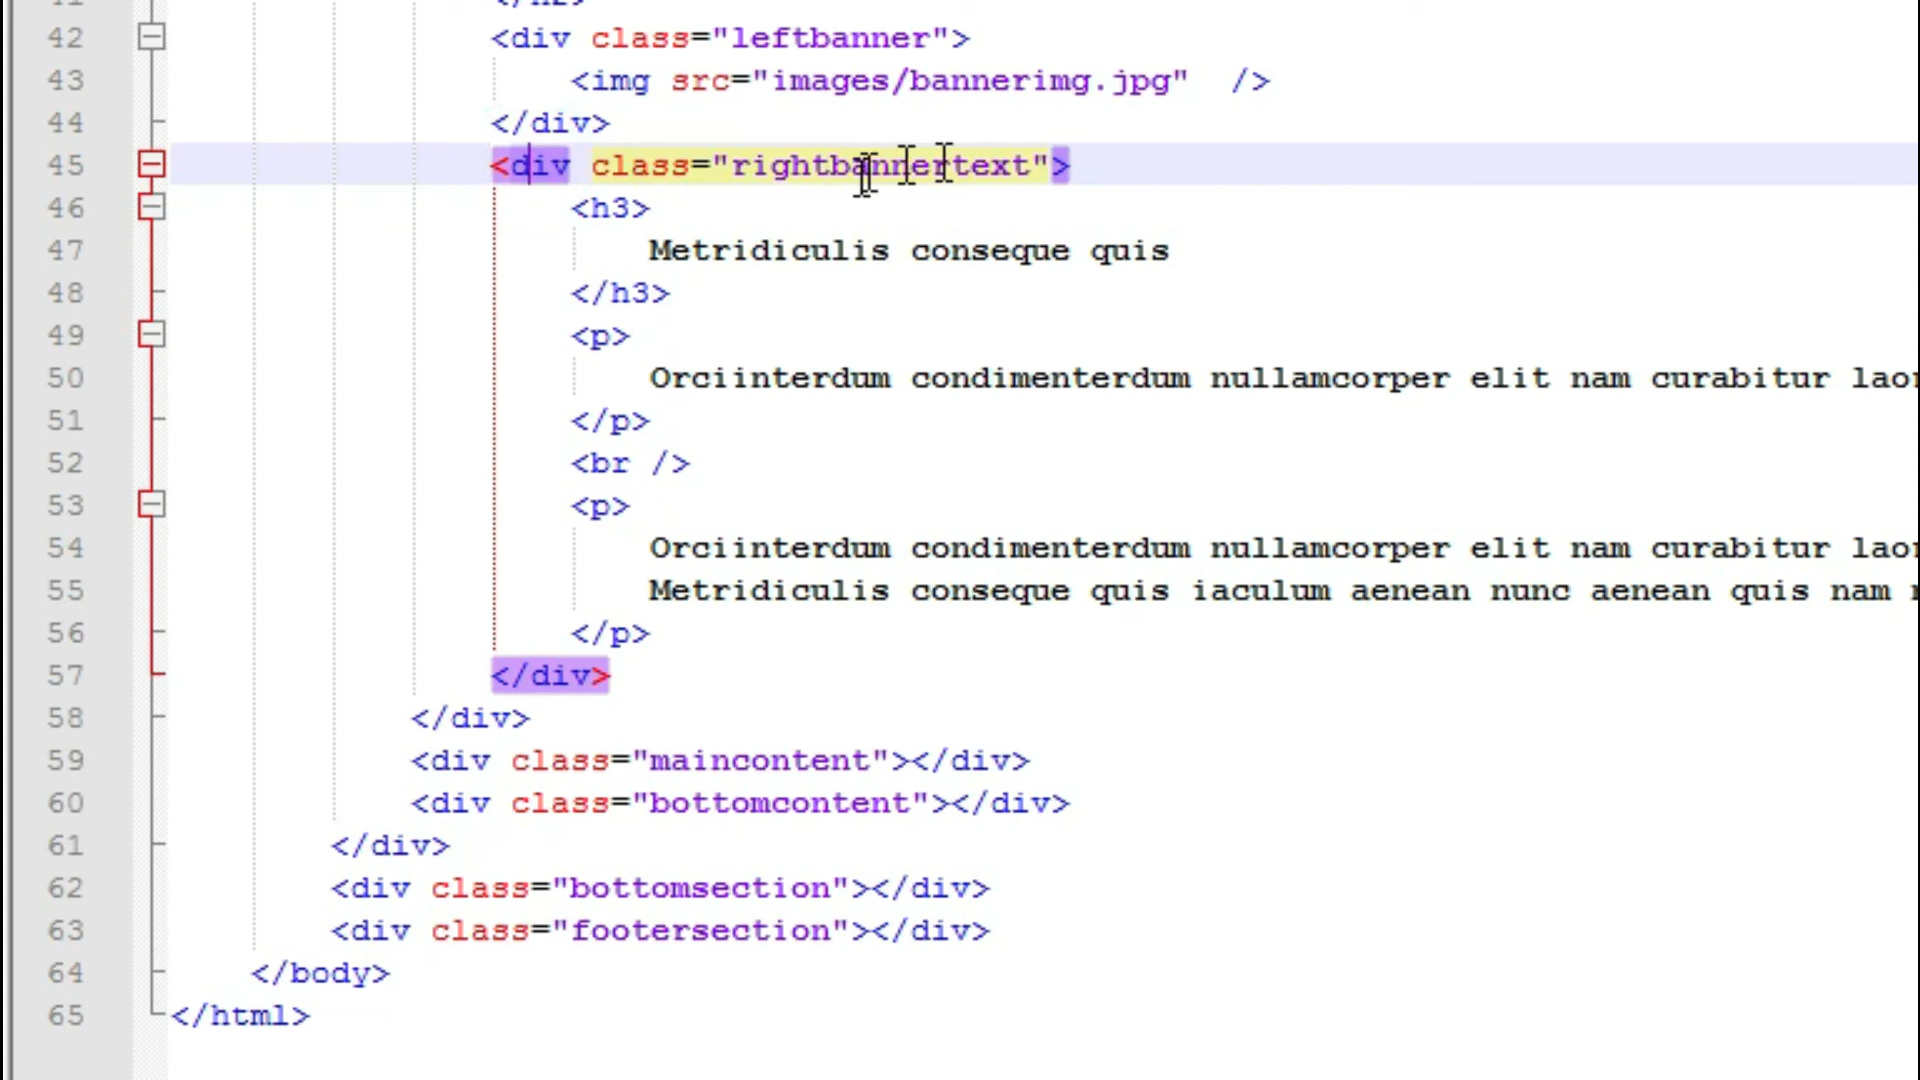 42 <div class="leftbanner">
43 <img src="images/bannerimg.jpg" />
44 </div>
45 <div class="rightbannertext">
46 <h3>
47 Metridiculis conseque quis
48 </h3>
49 <p>
50 Orciinterdum condimenterdum nullamcorper elit nam curabitur
51 </p>
52 <br />
53 <p>
54 Orciinterdum condimenterdum nullamcorper elit nam curabitur
55 Metridiculis conseque quis iaculum aenean nunc aenean quis nam
56 </p>
57 </div>
58 </div>
59 <div class="maincontent"></div>
60 <div class="bottomcontent"></div>
61 </div>
62 <div class="bottomsection"></div>
63 <div class="footersection"></div>
64 </body>
65 </html>